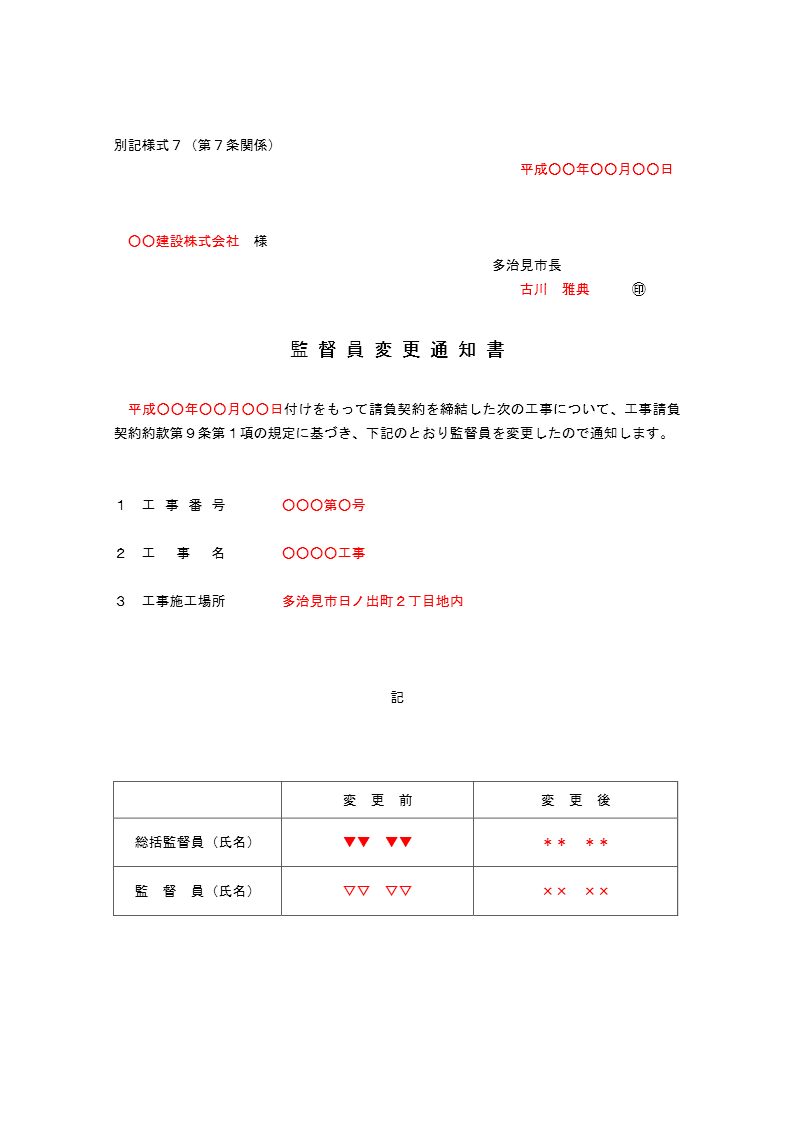 別記様式７（第７条関係）
平成〇〇年〇〇月〇〇日
〇〇建設株式会社　様
多治見市長
古川　雅典　　　㊞
監 督 員 変 更 通 知 書
平成〇〇年〇〇月〇〇日付けをもって請負契約を締結した次の工事について、工事請負
契約約款第９条第１項の規定に基づき、下記のとおり監督員を変更したので通知します。
１　工 事 番 号　　　　〇〇〇第〇号
２　工　事　名　　　　〇〇〇〇工事
３　工事施工場所　　　　多治見市日ノ出町２丁目地内
記
変　更　前　　変　更　後
総括監督員（氏名）　▼▼　▼▼　　＊＊　＊＊
監　督　員（氏名）　▽▽　▽▽　　××　××